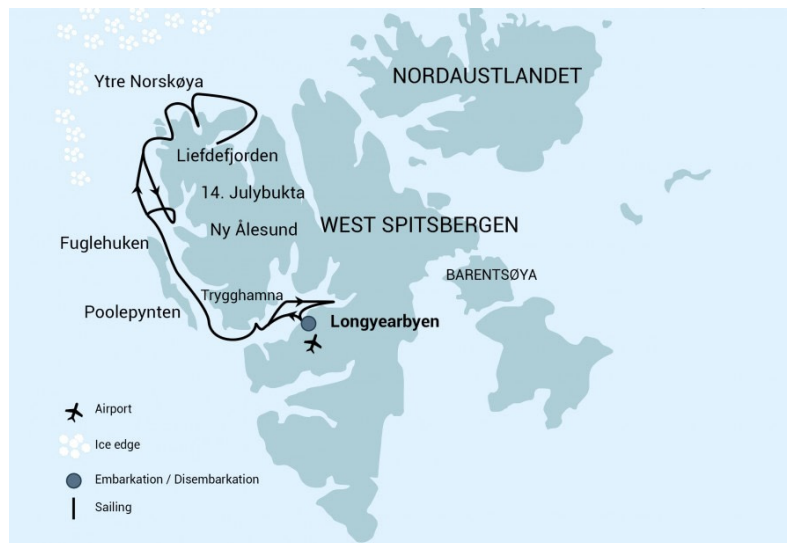 Ytre Norskøya
NORDAUSTLANDET
Liefdefjorden
14. Julybukta
Ny Ålesund
WEST SPITSBERGEN
Fuglehuken
BARENTSØYA
Trygghamna
Poolepynten
Longyearbyen
Airport
Ice edge
Embarkation / Disembarkation
Sailing